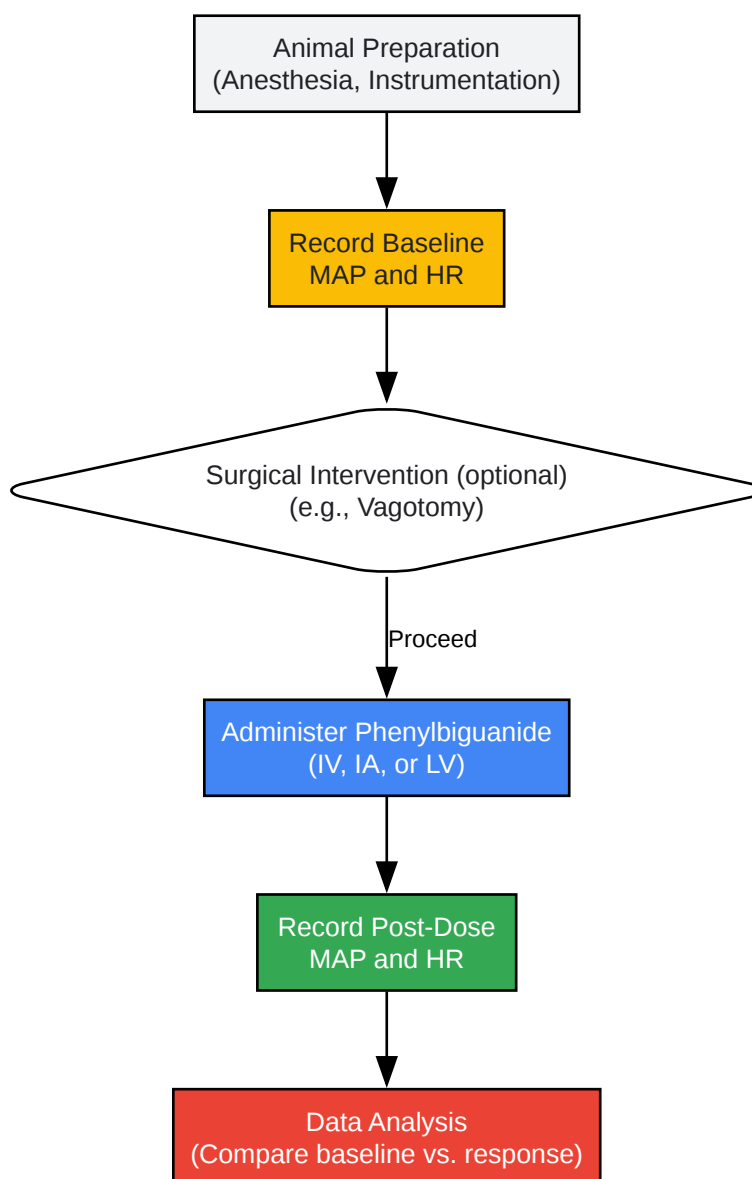 Animal Preparation
(Anesthesia, Instrumentation)
Record Baseline
MAP and HR
Surgical Intervention (optional)
(e.g., Vagotomy)
Proceed
Administer Phenylbiguanide
(IV, IA, or LV)
Record Post-Dose
MAP and HR
Data Analysis
(Compare baseline vs. response)